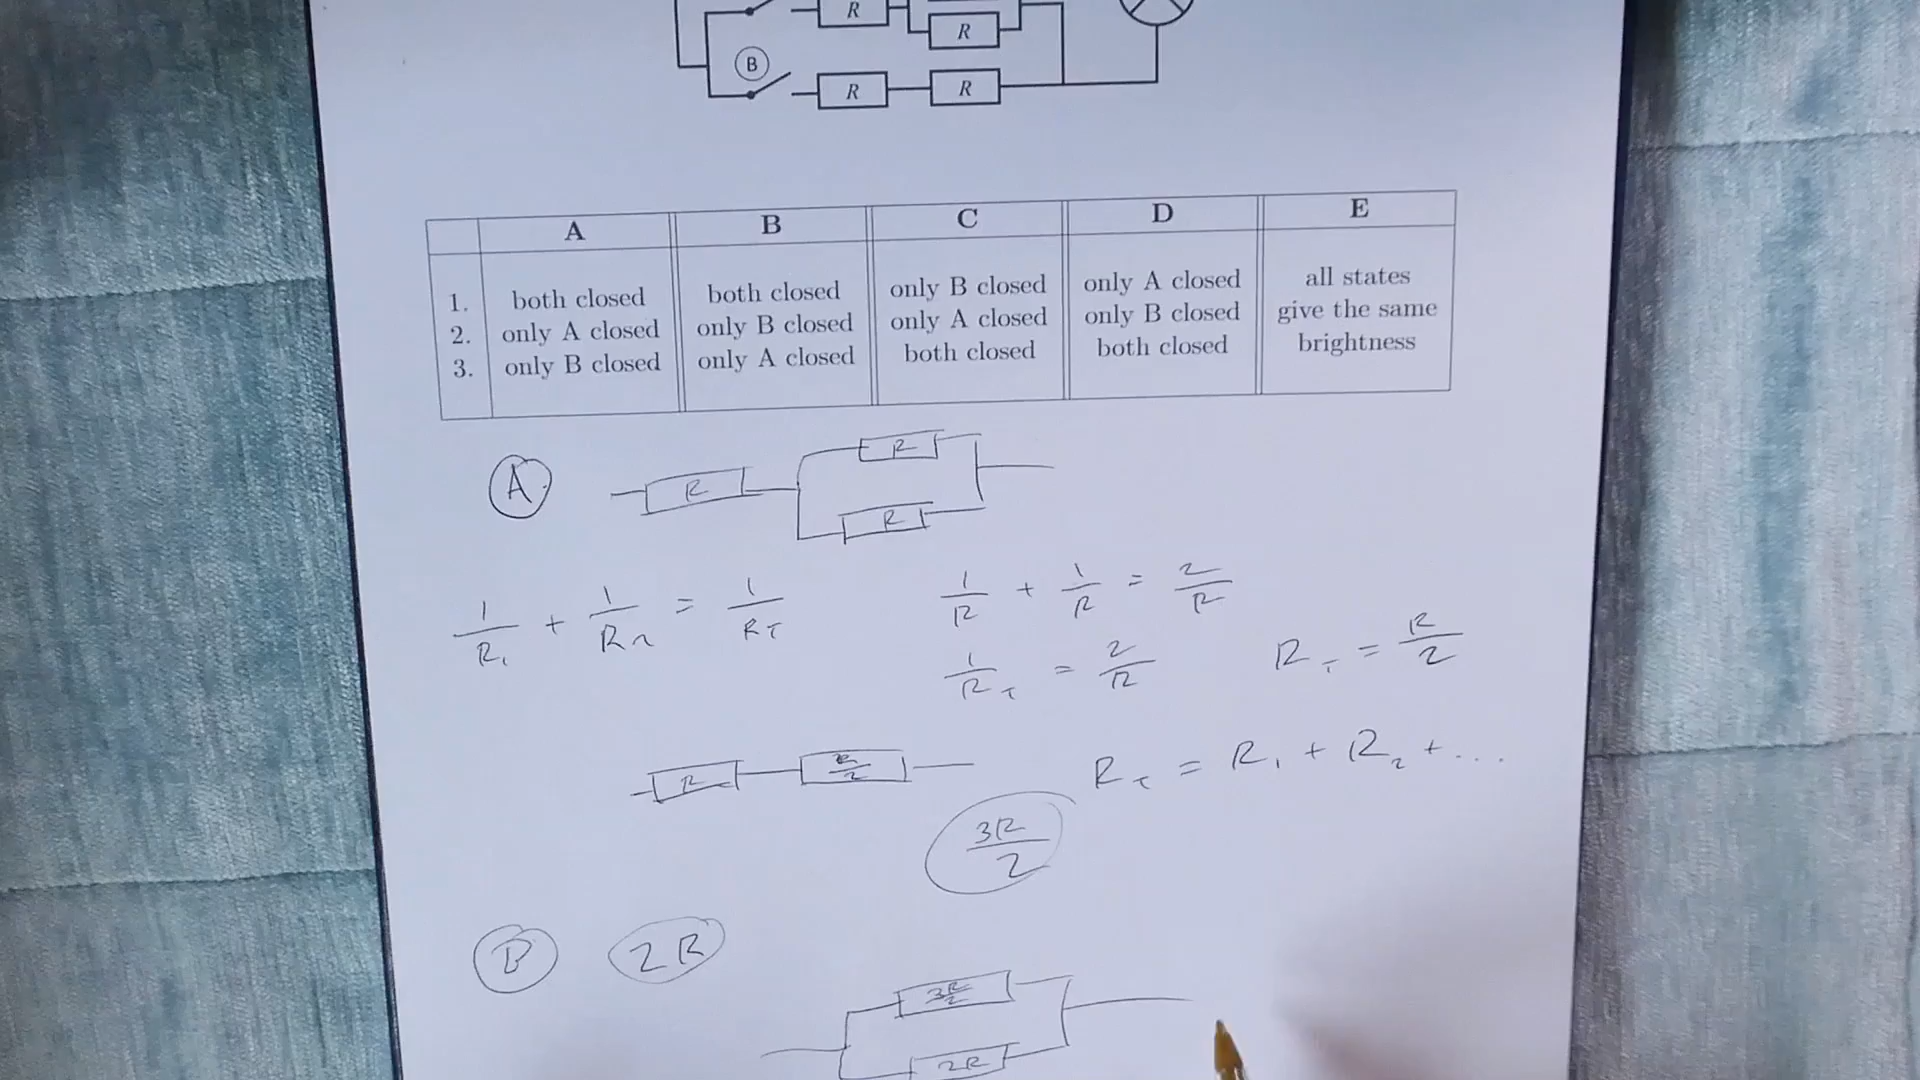 R
R
B
R R
A B C D E
1. both closed both closed only B closed only A closed all states
2. only A closed only B closed only A closed only B closed give the same
3. only B closed only A closed both closed both closed brightness
A R R
R
1/R₁ + 1/R₂ = 1/R_T 1/R + 1/R = 2/R
1/R_T = 2/R R_T = R/2
R R/2 R_T = R₁ + R₂ + ...
3R/2
B 2R
3R/2
2R